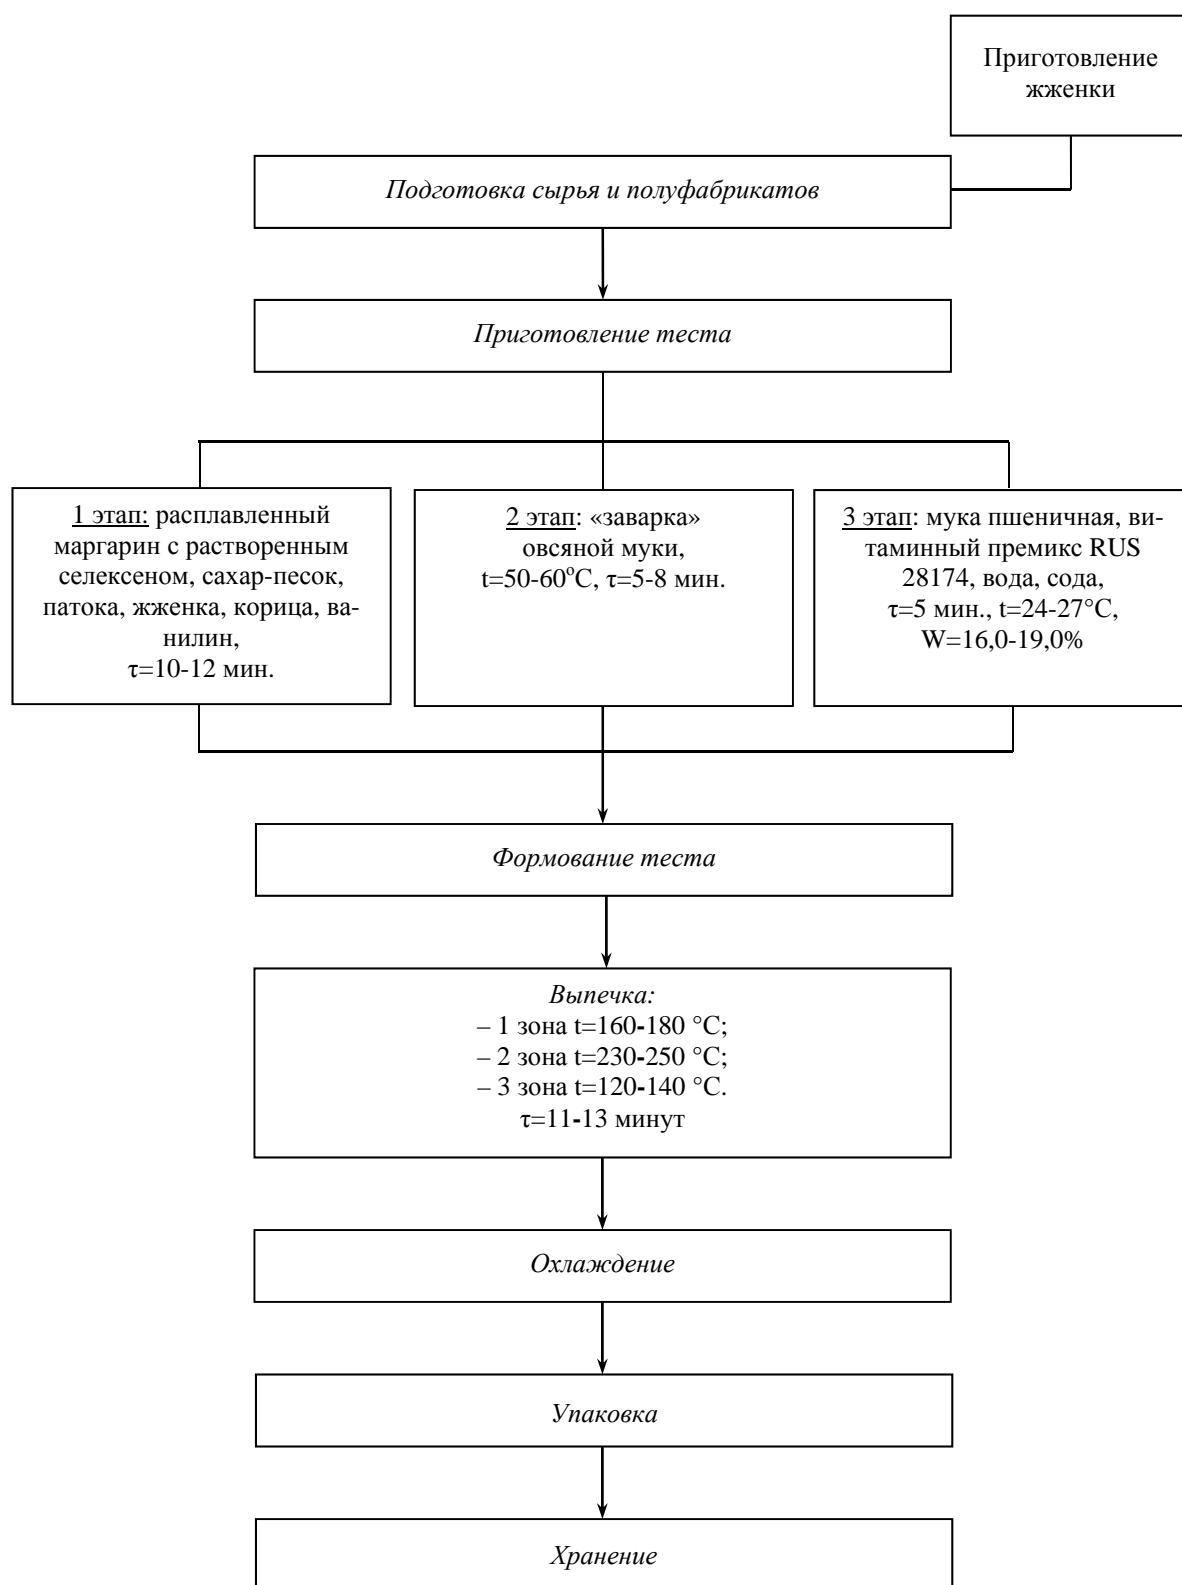 Приготовление
жженки
Подготовка сырья и полуфабрикатов
Приготовление теста
1 этап: расплавленный
маргарин с растворенным
селексеном, сахар-песок,
патока, жженка, корица, ва-
нилин,
τ=10-12 мин.
2 этап: «заварка»
овсяной муки,
t=50-60°С, τ=5-8 мин.
3 этап: мука пшеничная, ви-
таминный премикс RUS
28174, вода, сода,
τ=5 мин., t=24-27°С,
W=16,0-19,0%
Формование теста
Выпечка:
– 1 зона t=160-180 °С;
– 2 зона t=230-250 °С;
– 3 зона t=120-140 °С.
τ=11-13 минут
Охлаждение
Упаковка
Хранение